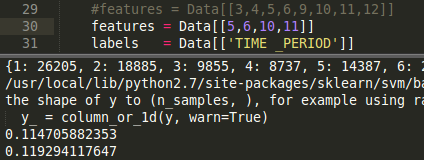 29 #features = Data[[3,4,5,6,9,10,11,12]]
30 features = Data[[5,6,10,11]]
31 labels = Data[['TIME _PERIOD']]
{1: 26205, 2: 18885, 3: 9855, 4: 8737, 5: 14387, 6: 2
/usr/local/lib/python2.7/site-packages/sklearn/svm/ba
the shape of y to (n_samples, ), for example using ra
y_ = column_or_1d(y, warn=True)
0.114705882353
0.119294117647